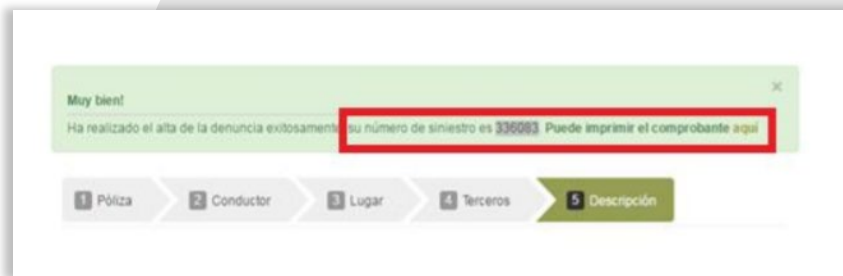 Muy bien!
Ha realizado el alta de la denuncia exitosamente su número de siniestro es 336083. Puede imprimir el comprobante aquí
1 Póliza 2 Conductor 3 Lugar 4 Terceros 5 Descripción